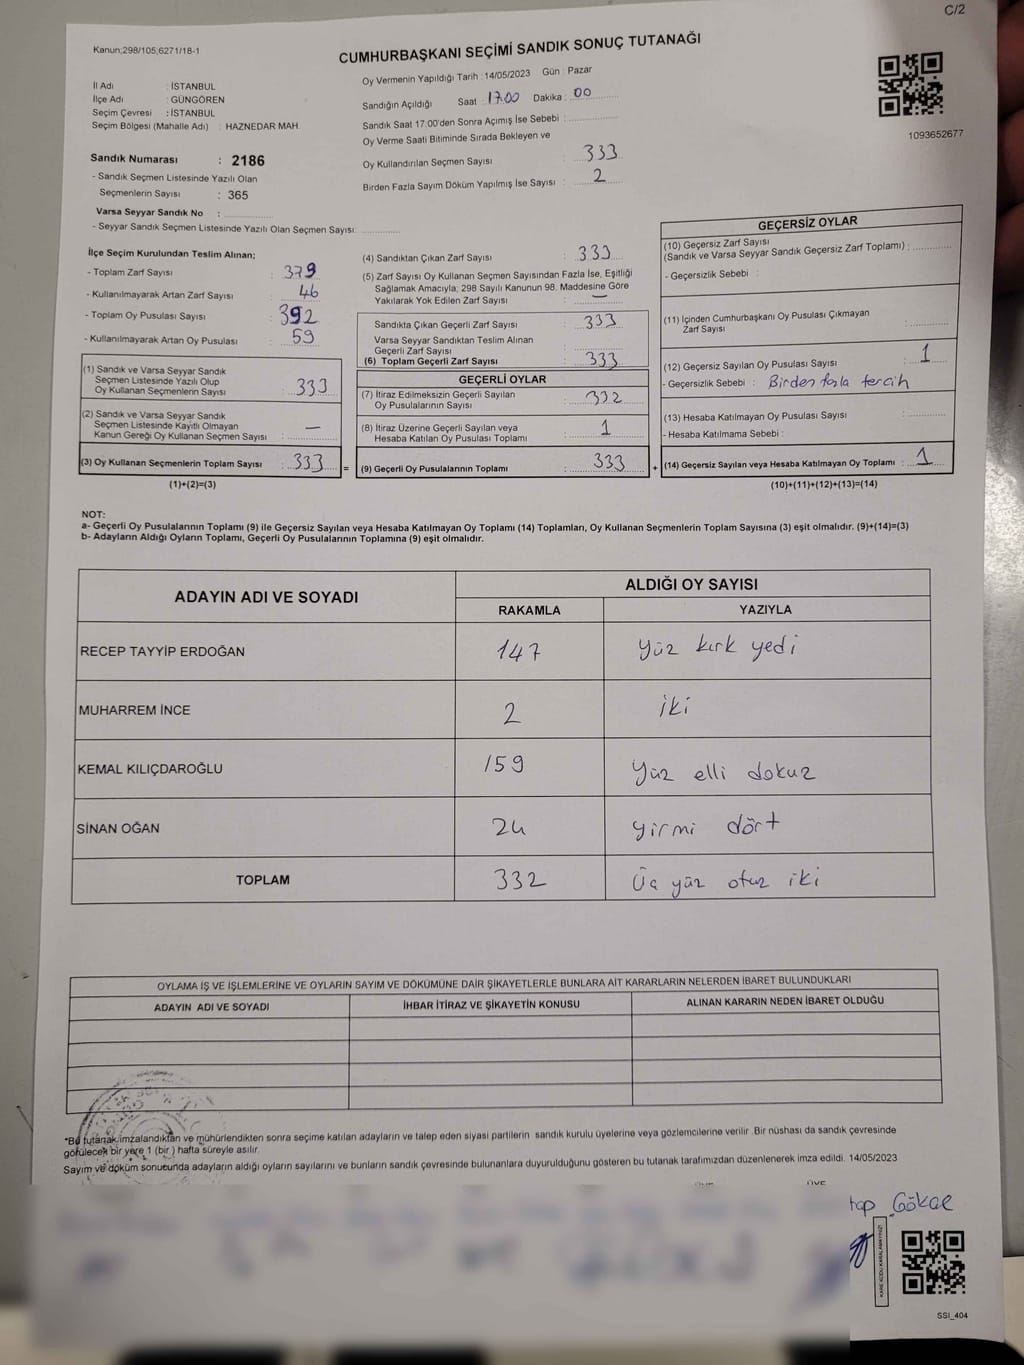 C/2
Kanun;298/105;6271/18-1
CUMHURBAŞKANI SEÇİMİ SANDIK SONUÇ TUTANAĞI
İl Adı : İSTANBUL
İlçe Adı : GÜNGÖREN
Seçim Çevresi : İSTANBUL
Seçim Bölgesi (Mahalle Adı) : HAZNEDAR MAH.
Oy Vermenin Yapıldığı Tarih : 14/05/2023 Gün : Pazar
Sandığın Açıldığı Saat : 17.00 Dakika : 00
Sandık Saat 17.00'den Sonra Açımış İse Sebebi :
Oy Verme Saati Bitiminde Sırada Bekleyen ve
Oy Kullandırılan Seçmen Sayısı : 333
Birden Fazla Sayım Döküm Yapılmış İse Sayısı : 2
1093652677
Sandık Numarası : 2186
- Sandık Seçmen Listesinde Yazılı Olan
Seçmenlerin Sayısı : 365
Varsa Seyyar Sandık No :
- Seyyar Sandık Seçmen Listesinde Yazılı Olan Seçmen Sayısı:
İlçe Seçim Kurulundan Teslim Alınan;
- Toplam Zarf Sayısı : 379
- Kullanılmayarak Artan Zarf Sayısı : 46
- Toplam Oy Pusulası Sayısı : 392
- Kullanılmayarak Artan Oy Pusulası : 59
(1) Sandık ve Varsa Seyyar Sandık
Seçmen Listesinde Yazılı Olup
Oy Kullanan Seçmenlerin Sayısı : 333
(2) Sandık ve Varsa Seyyar Sandık
Seçmen Listesinde Kayıtlı Olmayan
Kanun Gereği Oy Kullanan Seçmen Sayısı : —
(3) Oy Kullanan Seçmenlerin Toplam Sayısı : 333 =
(1)+(2)=(3)
(4) Sandıktan Çıkan Zarf Sayısı : 333
(5) Zarf Sayısı Oy Kullanan Seçmen Sayısından Fazla İse, Eşitliği
Sağlamak Amacıyla; 298 Sayılı Kanunun 98. Maddesine Göre
Yakılarak Yok Edilen Zarf Sayısı : —
Sandıkta Çıkan Geçerli Zarf Sayısı : 333
Varsa Seyyar Sandıktan Teslim Alınan
Geçerli Zarf Sayısı :
(6) Toplam Geçerli Zarf Sayısı : 333
GEÇERLİ OYLAR
(7) İtiraz Edilmeksizin Geçerli Sayılan
Oy Pusulalarının Sayısı : 332
(8) İtiraz Üzerine Geçerli Sayılan veya
Hesaba Katılan Oy Pusulası Toplamı : 1
(9) Geçerli Oy Pusulalarının Toplamı : 333 +
GEÇERSİZ OYLAR
(10) Geçersiz Zarf Sayısı
(Sandık ve Varsa Seyyar Sandık Geçersiz Zarf Toplamı) :
- Geçersizlik Sebebi :
(11) İçinden Cumhurbaşkanı Oy Pusulası Çıkmayan
Zarf Sayısı :
(12) Geçersiz Sayılan Oy Pusulası Sayısı : 1
- Geçersizlik Sebebi : Birden fazla tercih
(13) Hesaba Katılmayan Oy Pusulası Sayısı :
- Hesaba Katılmama Sebebi :
(14) Geçersiz Sayılan veya Hesaba Katılmayan Oy Toplamı : 1
(10)+(11)+(12)+(13)=(14)
NOT:
a- Geçerli Oy Pusulalarının Toplamı (9) ile Geçersiz Sayılan veya Hesaba Katılmayan Oy Toplamı (14) Toplamları, Oy Kullanan Seçmenlerin Toplam Sayısına (3) eşit olmalıdır. (9)+(14)=(3)
b- Adayların Aldığı Oyların Toplamı, Geçerli Oy Pusulalarının Toplamına (9) eşit olmalıdır.
ADAYIN ADI VE SOYADI ALDIĞI OY SAYISI
RAKAMLA YAZIYLA
RECEP TAYYİP ERDOĞAN 147 yüz kırk yedi
MUHARREM İNCE 2 iki
KEMAL KILIÇDAROĞLU 159 yüz elli dokuz
SİNAN OĞAN 24 yirmi dört
TOPLAM 332 Üç yüz otuz iki
OYLAMA İŞ VE İŞLEMLERİNE VE OYLARIN SAYIM VE DÖKÜMÜNE DAİR ŞİKAYETLERLE BUNLARA AİT KARARLARIN NELERDEN İBARET BULUNDUKLARI
ADAYIN ADI VE SOYADI İHBAR İTİRAZ VE ŞİKAYETİN KONUSU ALINAN KARARIN NEDEN İBARET OLDUĞU
*Bu tutanak imzalandıktan ve mühürlendikten sonra seçime katılan adayların ve talep eden siyasi partilerin sandık kurulu üyelerine veya gözlemcilerine verilir .Bir nüshası da sandık çevresinde
görülecek bir yere 1 (bir ) hafta süreyle asılır.
Sayım ve döküm sonucunda adayların aldığı oyların sayılarını ve bunların sandık çevresinde bulunanlara duyurulduğunu gösteren bu tutanak tarafımızdan düzenlenerek imza edildi. 14/05/2023
ÜYE
Gökçe
SSİ_404